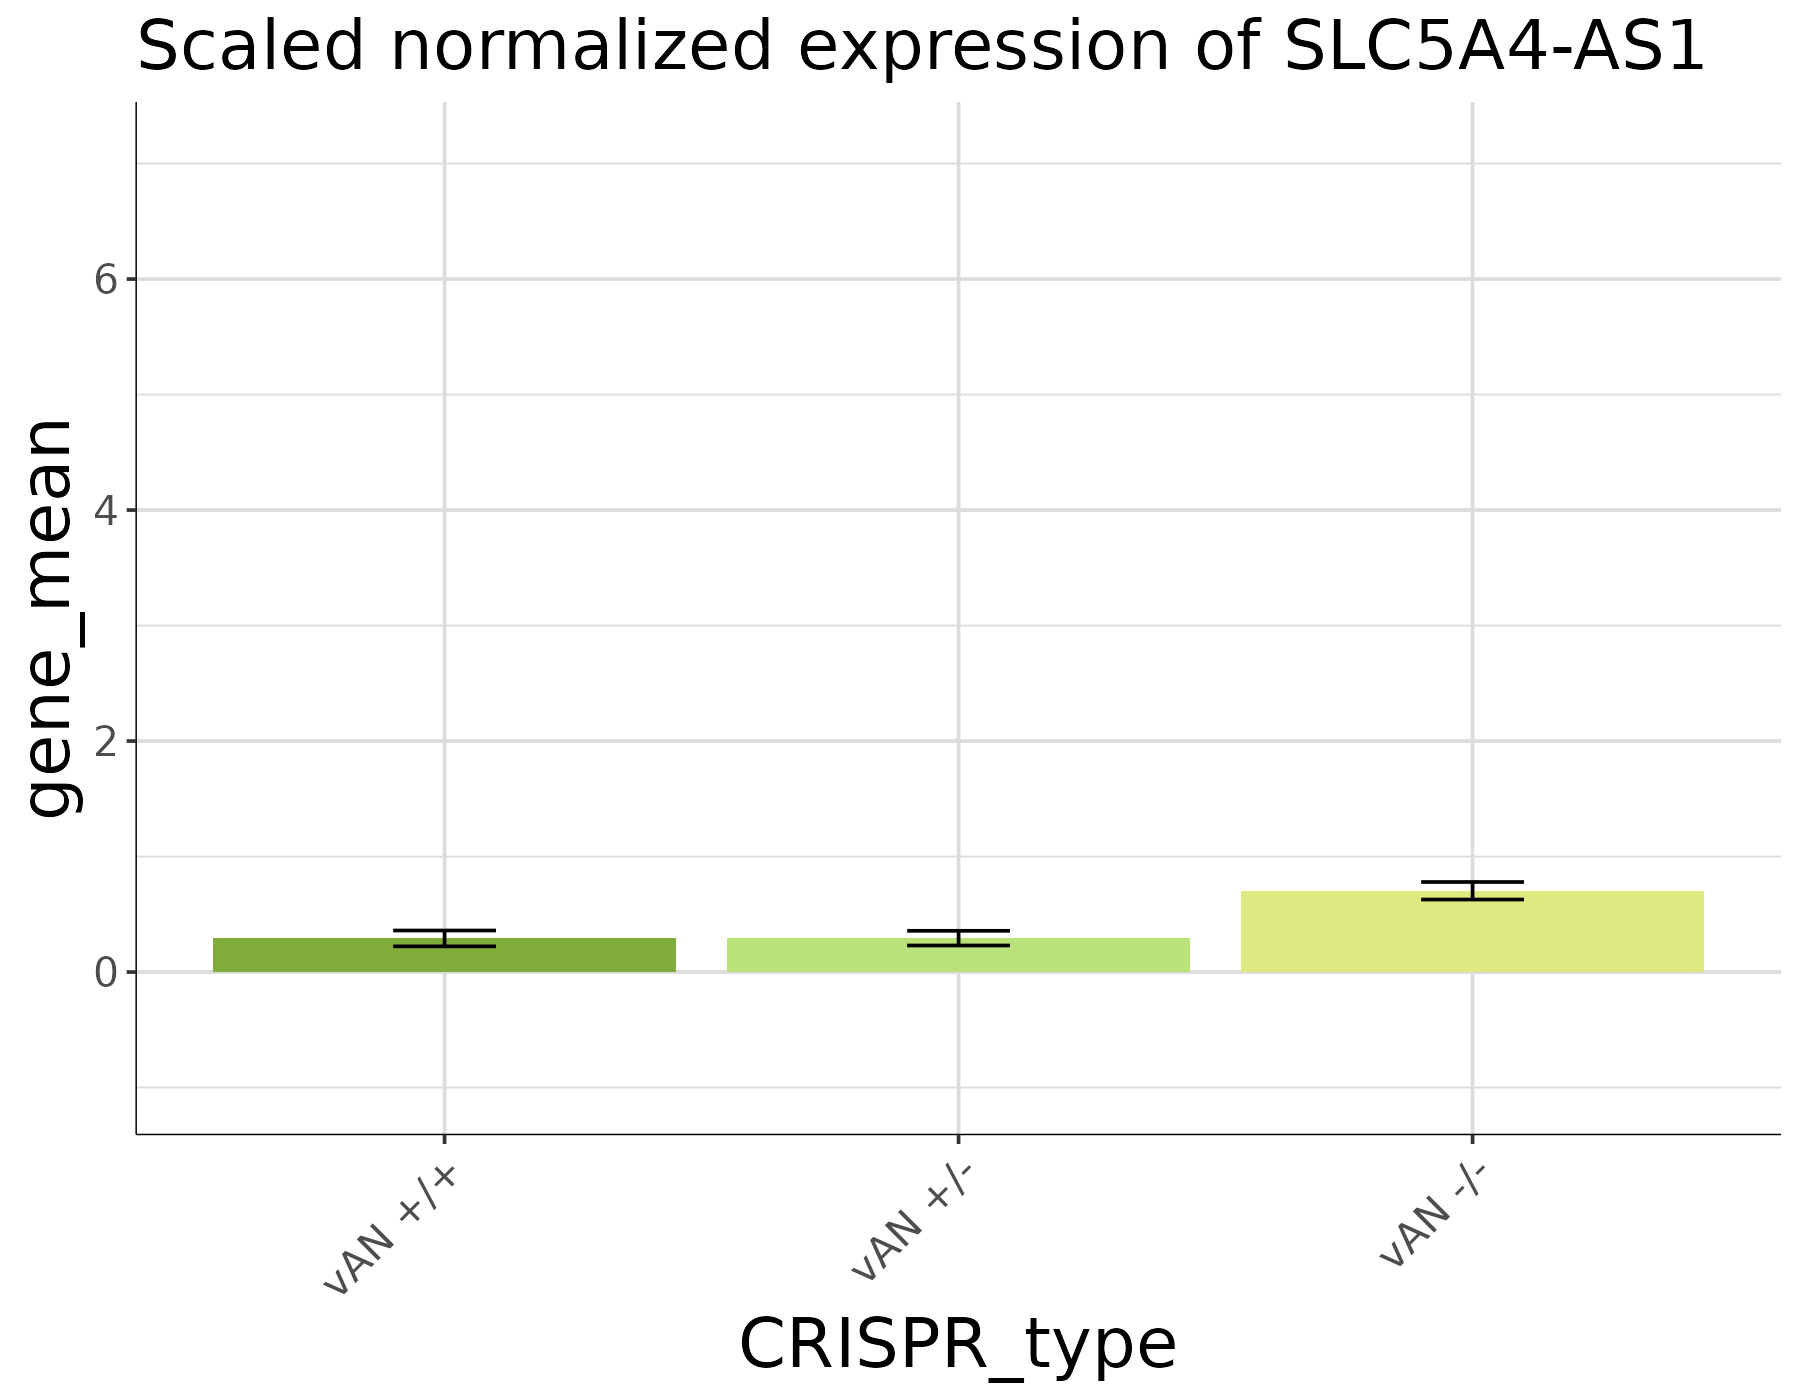 Scaled normalized expression of SLC5A4-AS1
gene_mean
6
4
2
0
vAN +/+
vAN +/-
vAN -/-
CRISPR_type